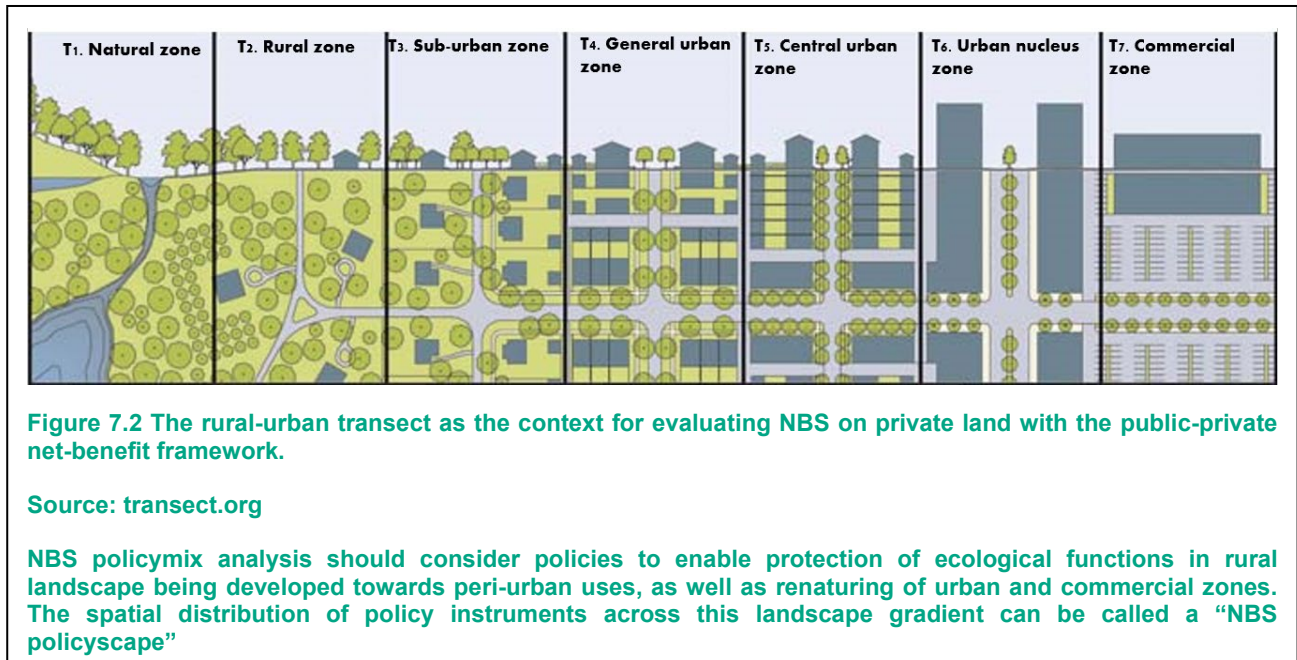 T1. Natural zone
T2. Rural zone
T3. Sub-urban zone
T4. General urban
zone
T5. Central urban
zone
T6. Urban nucleus
zone
T7. Commercial
zone
Figure 7.2 The rural-urban transect as the context for evaluating NBS on private land with the public-private
net-benefit framework.
Source: transect.org
NBS policymix analysis should consider policies to enable protection of ecological functions in rural
landscape being developed towards peri-urban uses, as well as renaturing of urban and commercial zones.
The spatial distribution of policy instruments across this landscape gradient can be called a “NBS
policyscape”